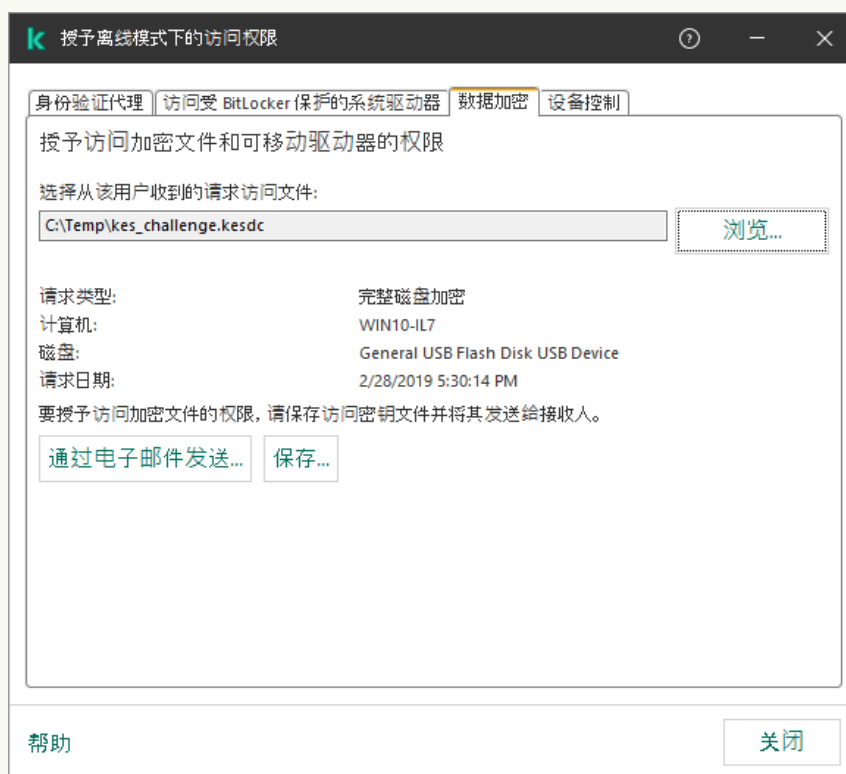 授予离线模式下的访问权限
身份验证代理 访问受 BitLocker 保护的系统驱动器 数据加密 设备控制
授予访问加密文件和可移动驱动器的权限
选择从该用户收到的请求访问文件:
C:\Temp\kes_challenge.kesdc 浏览...
请求类型: 完整磁盘加密
计算机: WIN10-IL7
磁盘: General USB Flash Disk USB Device
请求日期: 2/28/2019 5:30:14 PM
要授予访问加密文件的权限, 请保存访问密钥文件并将其发送给接收人。
通过电子邮件发送... 保存...
帮助 关闭